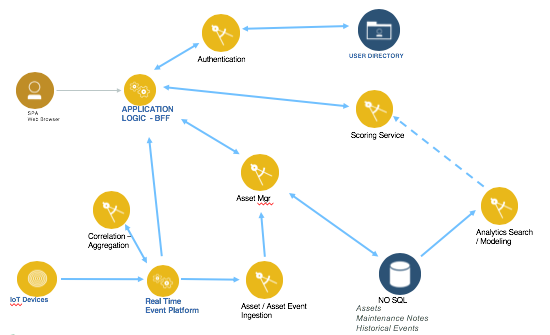 Authentication
USER DIRECTORY
SPA
Web Browser
APPLICATION
LOGIC - BFF
Scoring Service
Asset Mgr
Analytics Search
/ Modeling
Correlation –
Aggregation
IoT Devices
Real Time
Event Platform
Asset / Asset Event
Ingestion
NO SQL
Assets
Maintenance Notes
Historical Events